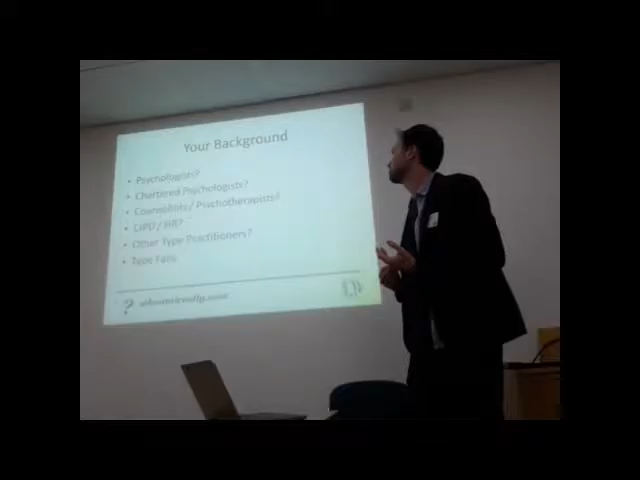 Your Background
• Psychologists?
• Chartered Psychologists?
• Counsellors / Psychotherapists?
• CIPD / HR?
• Other Type Practitioners?
• Type Fans
?